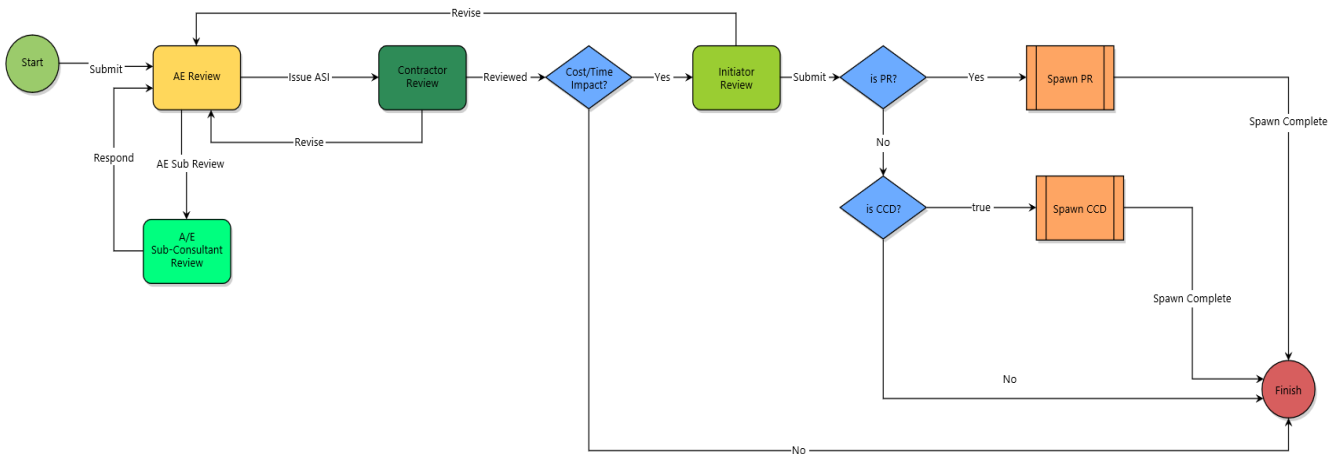 Revise
Start
Submit
AE Review
Issue ASI
Contractor
Review
Reviewed
Cost/Time
Impact?
Yes
Initiator
Review
Submit
is PR?
Yes
Spawn PR
Spawn Complete
Revise
No
Respond
AE Sub Review
A/E
Sub-Consultant
Review
is CCD?
true
Spawn CCD
Spawn Complete
No
Finish
No